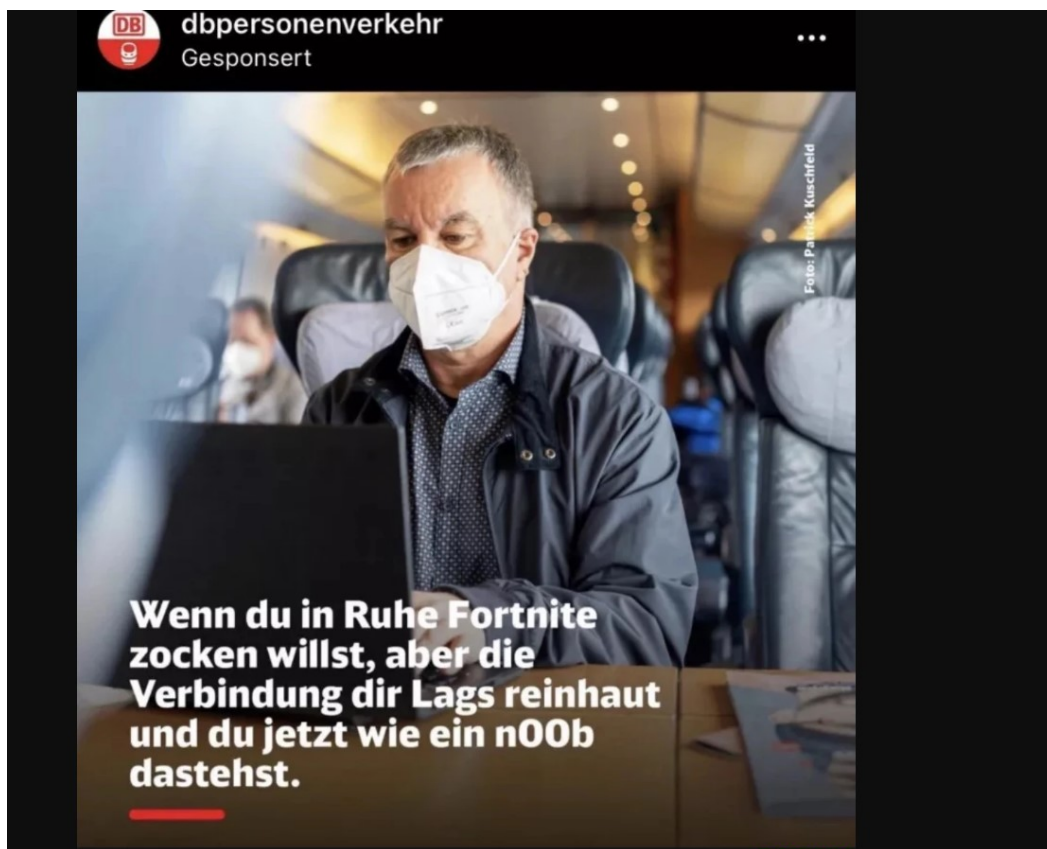 DB
dbpersonenverkehr
Gesponsert
Foto: Patrick Kuschfeld
Wenn du in Ruhe Fortnite
zocken willst, aber die
Verbindung dir Lags reinhaut
und du jetzt wie ein n00b
dastehst.